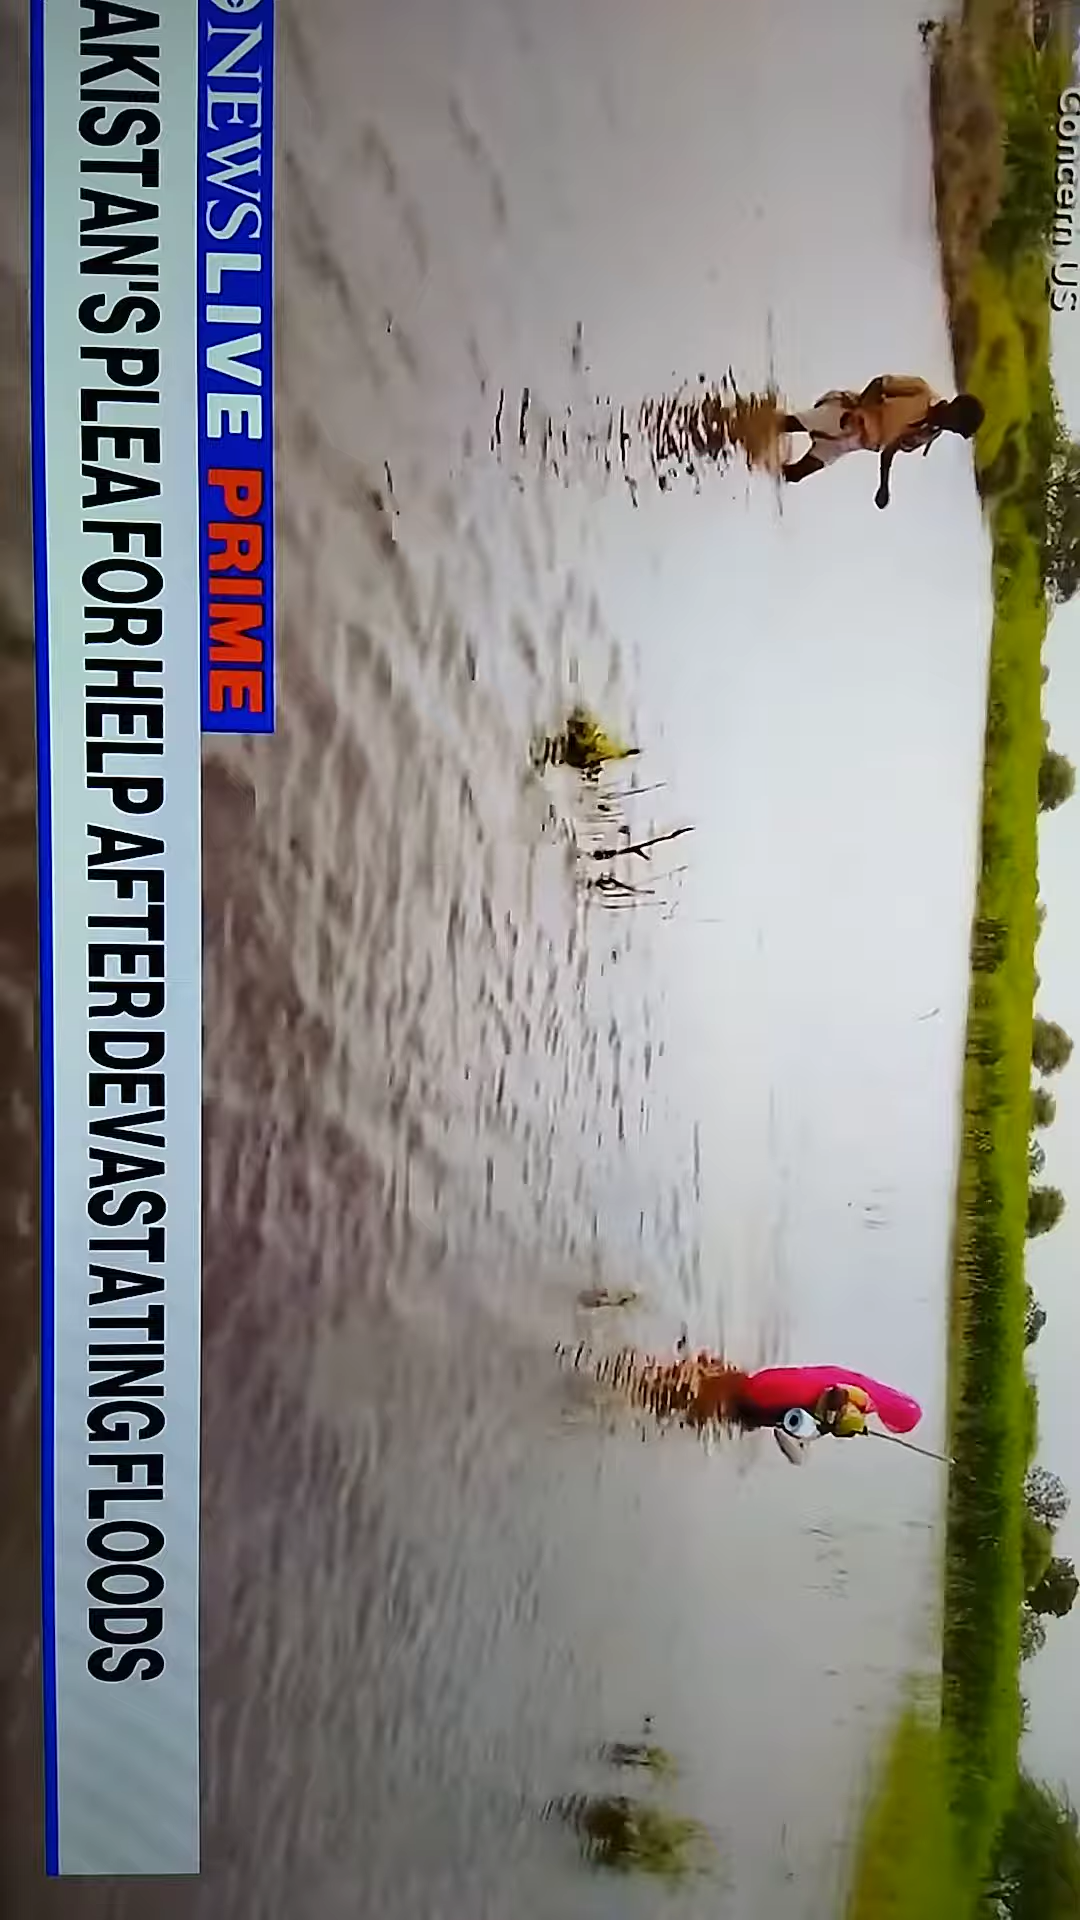 Concern US
NEWSLIVE PRIME
AKISTAN'S PLEA FOR HELP AFTER DEVASTATING FLOODS